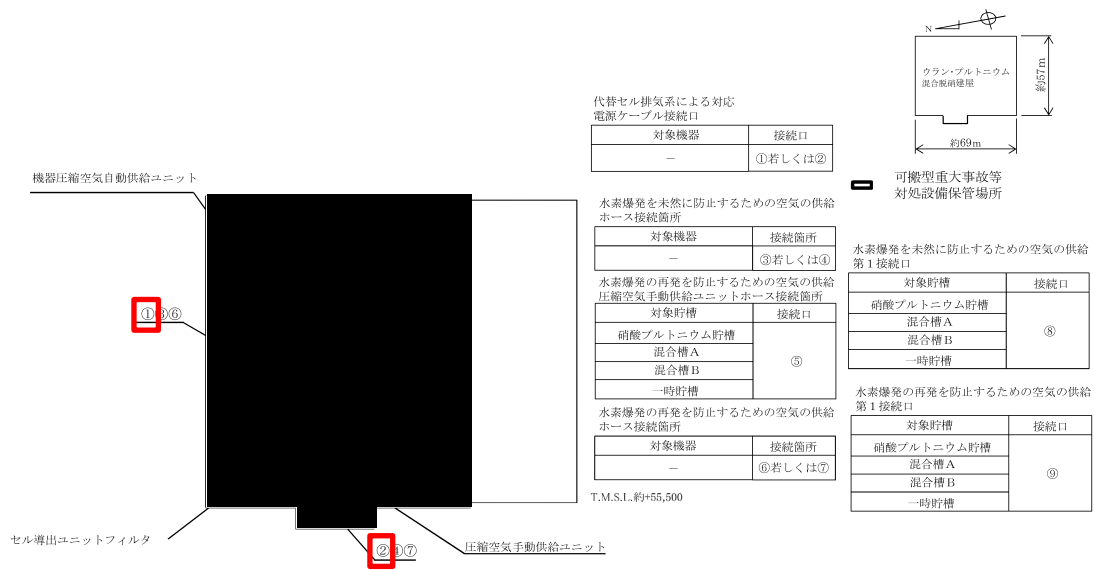 N
ウラン・プルトニウム
混合脱硝建屋
約57m
約69m
可搬型重大事故等
対処設備保管場所
機器圧縮空気自動供給ユニット
①③⑥
セル導出ユニットフィルタ
②④⑦
圧縮空気手動供給ユニット
代替セル排気系による対応
電源ケーブル接続口
対象機器 接続口
－ ①若しくは②
水素爆発を未然に防止するための空気の供給
ホース接続箇所
対象機器 接続箇所
－ ③若しくは④
水素爆発の再発を防止するための空気の供給
圧縮空気手動供給ユニットホース接続箇所
対象貯槽 接続口
硝酸プルトニウム貯槽
混合槽A
混合槽B
一時貯槽
⑤
水素爆発の再発を防止するための空気の供給
ホース接続箇所
対象機器 接続箇所
－ ⑥若しくは⑦
T.M.S.L.約+55,500
水素爆発を未然に防止するための空気の供給
第1接続口
対象貯槽 接続口
硝酸プルトニウム貯槽
混合槽A
混合槽B
一時貯槽
⑧
水素爆発の再発を防止するための空気の供給
第1接続口
対象貯槽 接続口
硝酸プルトニウム貯槽
混合槽A
混合槽B
一時貯槽
⑨